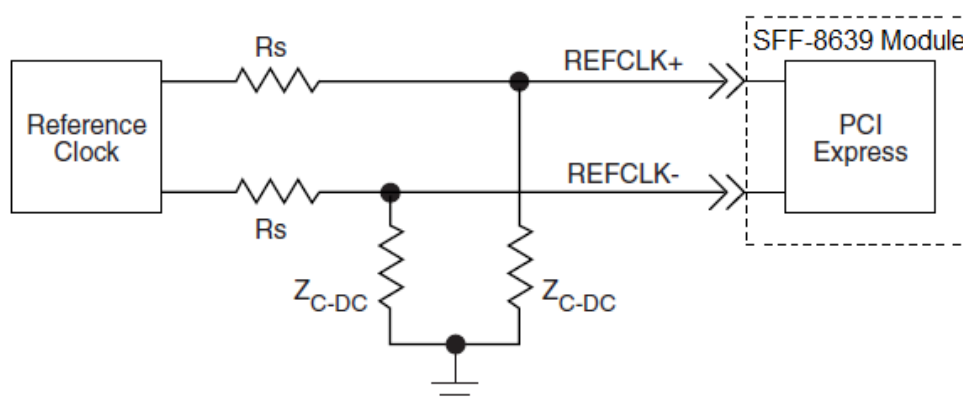 SFF-8639 Module
Rs
REFCLK+
Reference
Clock
PCI
Express
REFCLK-
Rs
ZC-DC
ZC-DC